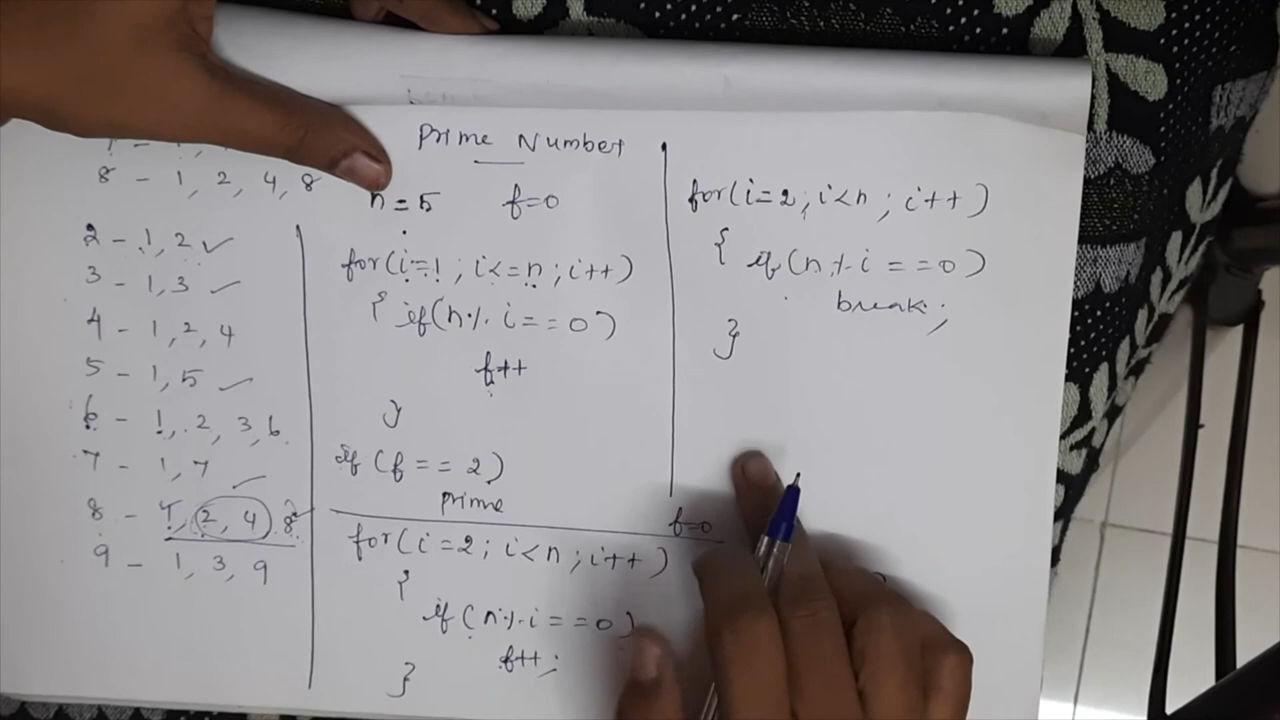 Prime Number
8 - 1, 2, 4, 8
2 - 1, 2 ✓
3 - 1, 3 ✓
4 - 1, 2, 4
5 - 1, 5 ✓
6 - 1, 2, 3, 6
7 - 1, 7 ✓
8 - 1, 2, 4, 8
9 - 1, 3, 9
n = 5 f=0
for(i=1; i<=n; i++)
{ if(n% i==0)
f++
}
if (f == 2)
Prime
f=0
for(i=2; i<n; i++)
{
if(n% i==0)
f++;
}
for(i=2; i<n; i++)
{ if(n% i==0)
break;
}